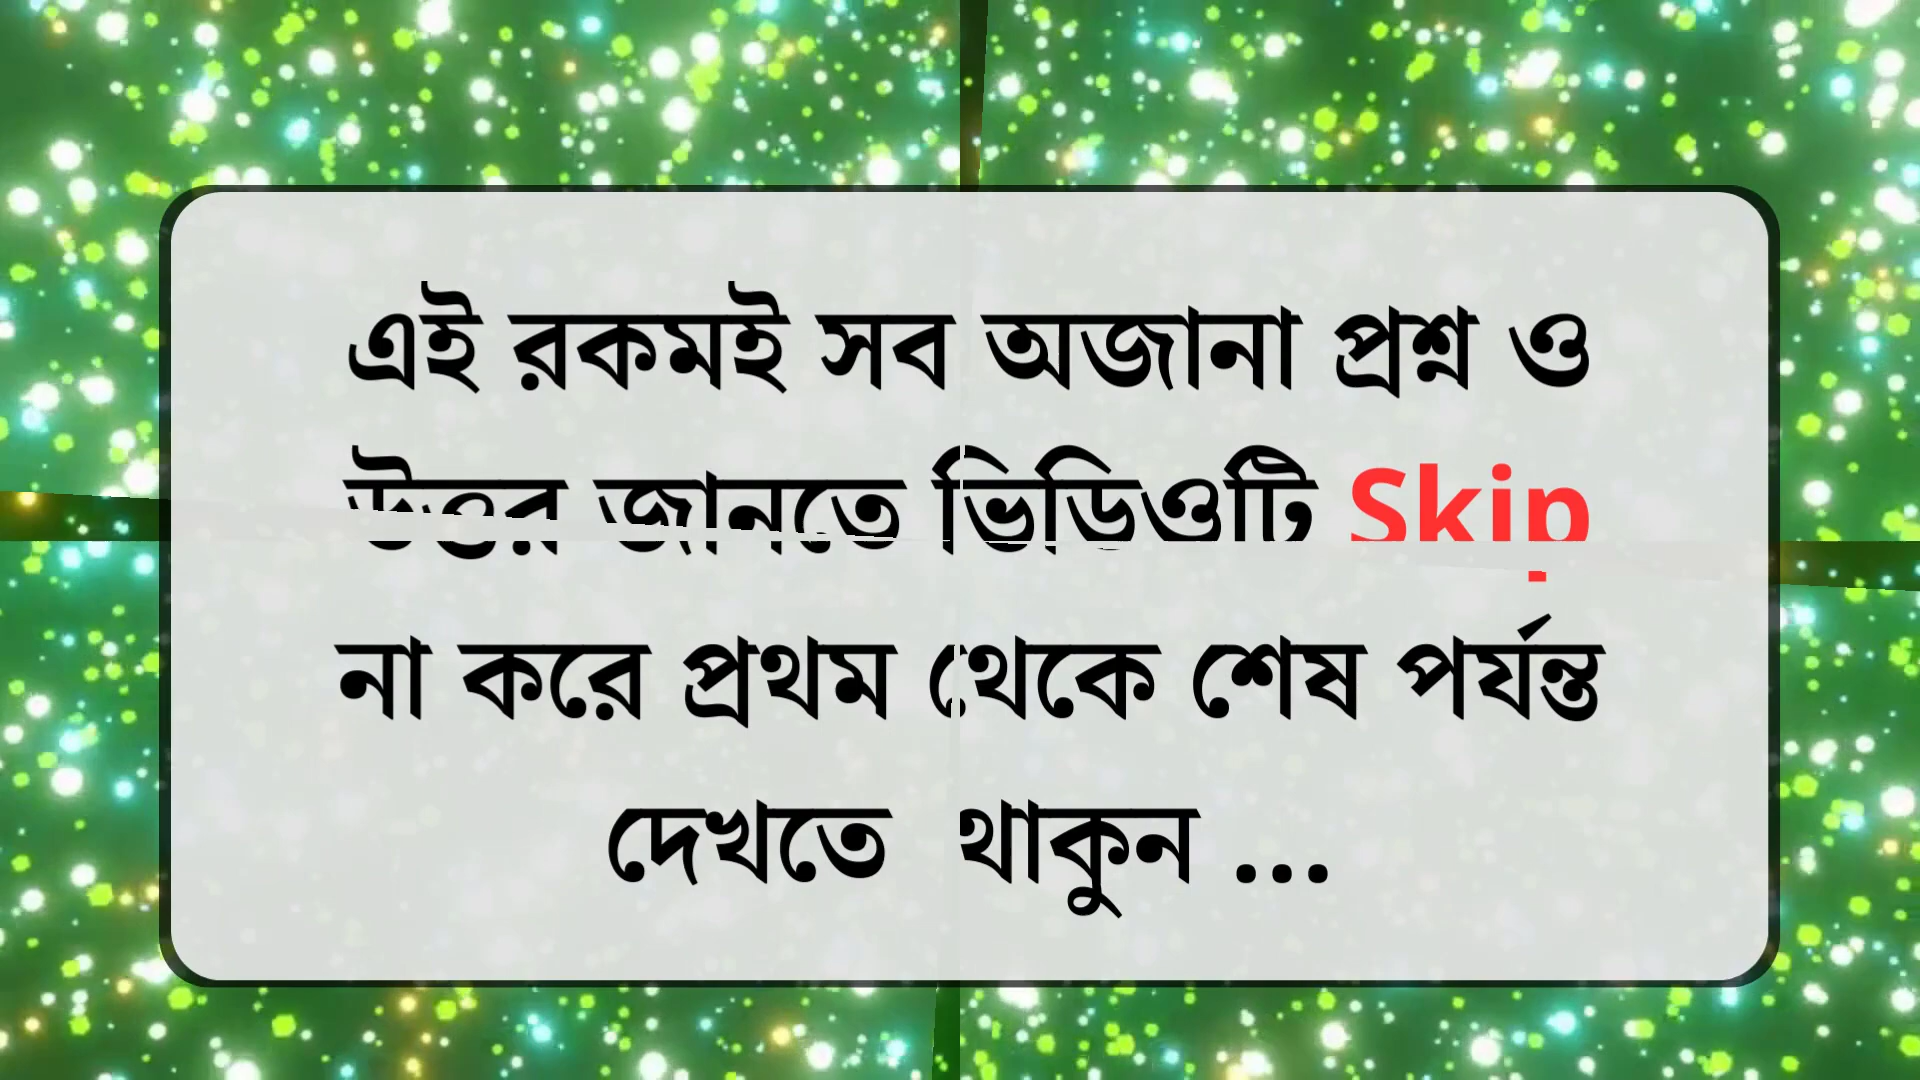 এই রকমই সব অজানা প্রশ্ন ও
উত্তর জানতে ভিডিওটি Skip
না করে প্রথম থেকে শেষ পর্যন্ত
দেখতে থাকুন ...